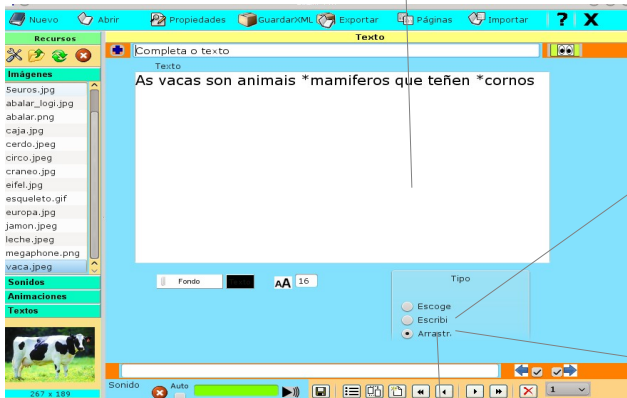 Nuevo Abrir Propiedades GuardarXML Exportar Páginas Importar ? X
Recursos
Texto
Completa o texto
Texto
Imágenes
As vacas son animais *mamiferos que teñen *cornos
5euros.jpg
abalar_logi.jpg
abalar.png
caja.jpg
cerdo.jpeg
circo.jpeg
craneo.jpg
eifel.jpg
esqueleto.gif
europa.jpg
jamon.jpeg
leche.jpeg
megaphone.png
vaca.jpeg
Sonidos
Animaciones
Textos
Fondo
AA 16
Tipo
Escoge
Escribi
Arrastr.
267 x 189
Sonido
Auto
1